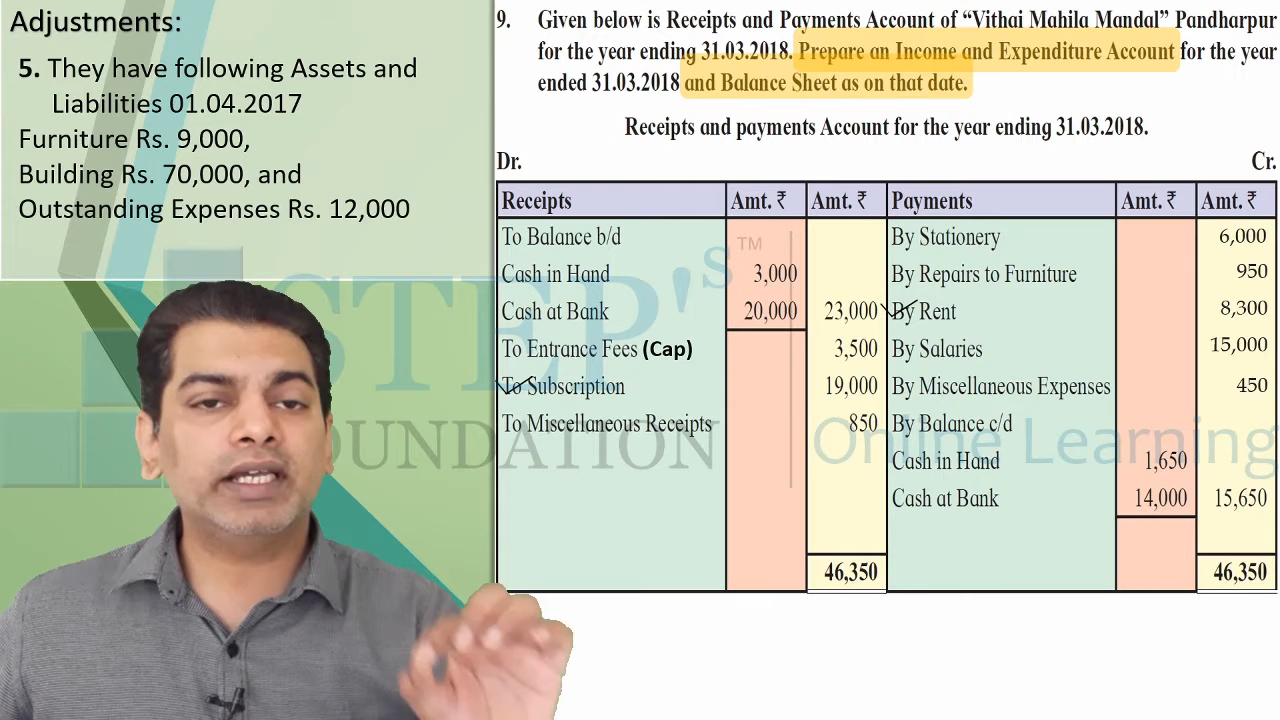 Adjustments:
5. They have following Assets and
Liabilities 01.04.2017
Furniture Rs. 9,000,
Building Rs. 70,000, and
Outstanding Expenses Rs. 12,000
9. Given below is Receipts and Payments Account of “Vithai Mahila Mandal” Pandharpur
for the year ending 31.03.2018. Prepare an Income and Expenditure Account for the year
ended 31.03.2018 and Balance Sheet as on that date.
Receipts and payments Account for the year ending 31.03.2018.
Dr. Cr.
Receipts Amt. ₹ Amt. ₹ Payments Amt. ₹ Amt. ₹
To Balance b/d By Stationery 6,000
Cash in Hand 3,000 By Repairs to Furniture 950
Cash at Bank 20,000 23,000 By Rent 8,300
To Entrance Fees (Cap) 3,500 By Salaries 15,000
To Subscription 19,000 By Miscellaneous Expenses 450
To Miscellaneous Receipts 850 By Balance c/d
Cash in Hand 1,650
Cash at Bank 14,000 15,650
46,350 46,350
STEP's TM
OUNDATION
Online Learning